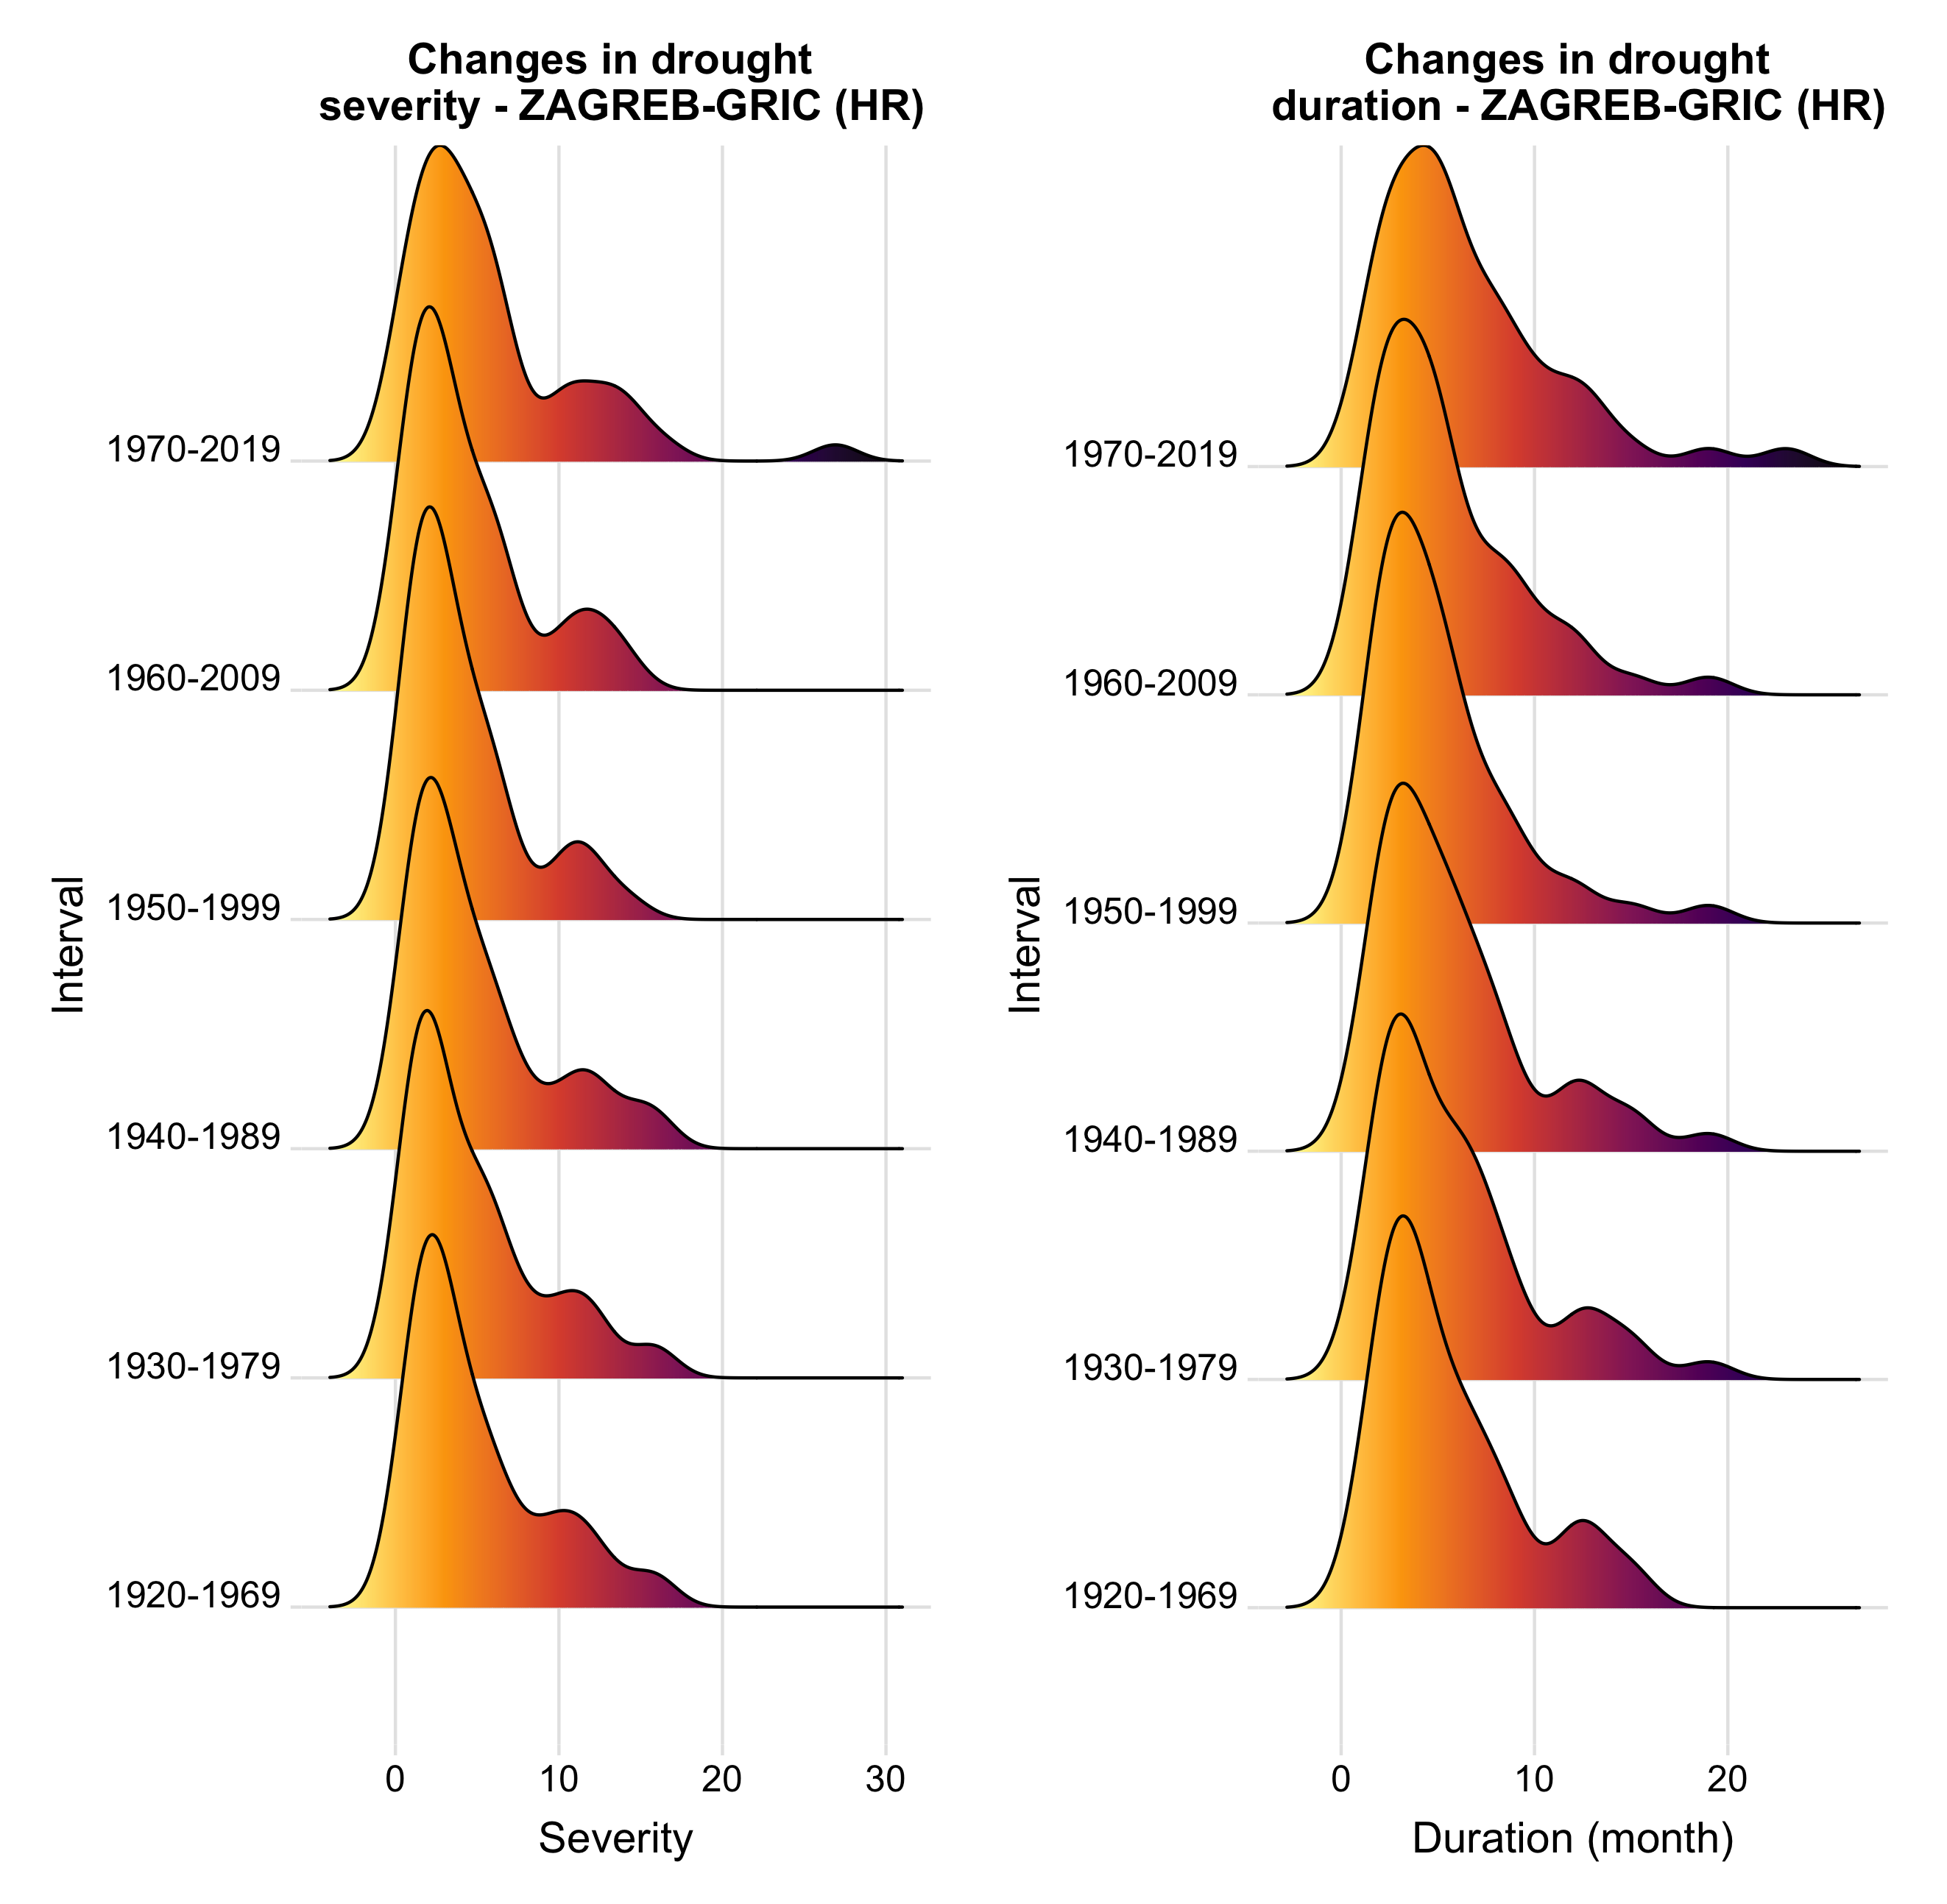 Changes in drought
severity - ZAGREB-GRIC (HR)
Interval
1970-2019
1960-2009
1950-1999
1940-1989
1930-1979
1920-1969
0 10 20 30
Severity
Changes in drought
duration - ZAGREB-GRIC (HR)
Interval
1970-2019
1960-2009
1950-1999
1940-1989
1930-1979
1920-1969
0 10 20
Duration (month)